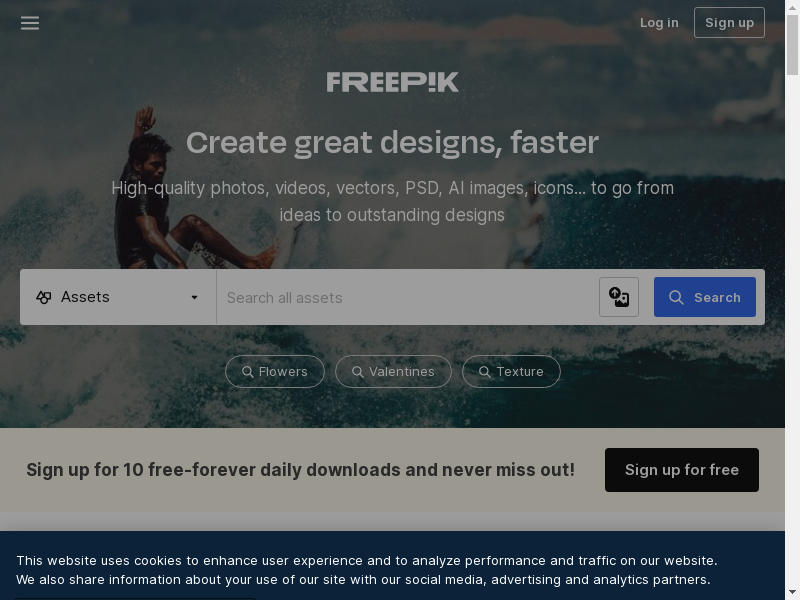 Log in
Sign up
FREEPIK
Create great designs, faster
High-quality photos, videos, vectors, PSD, AI images, icons... to go from
ideas to outstanding designs
Assets
Search all assets
Search
Flowers
Valentines
Texture
Sign up for 10 free-forever daily downloads and never miss out!
Sign up for free
This website uses cookies to enhance user experience and to analyze performance and traffic on our website.
We also share information about your use of our site with our social media, advertising and analytics partners.